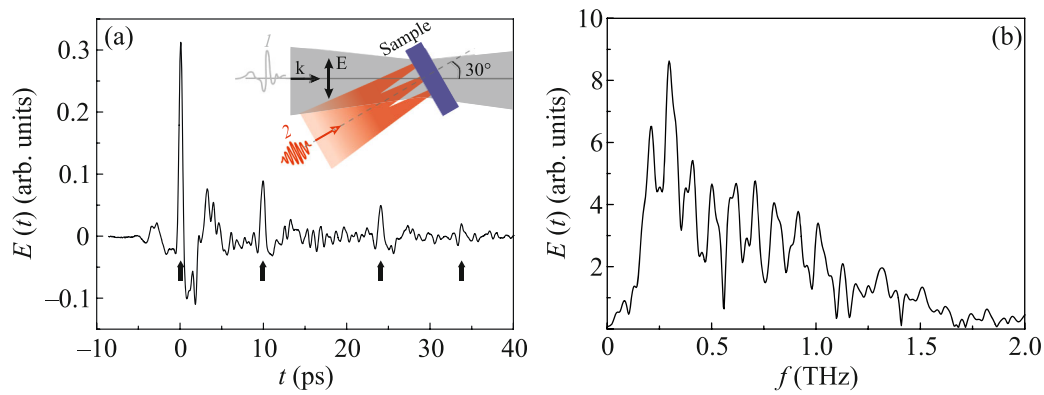 (a)
E (t) (arb. units)
0.3
0.2
0.1
0
–0.1
–10
0
10
20
30
40
t (ps)
1
k
E
Sample
30°
2
(b)
E (t) (arb. units)
10
8
6
4
2
0
0.5
1.0
1.5
2.0
f (THz)